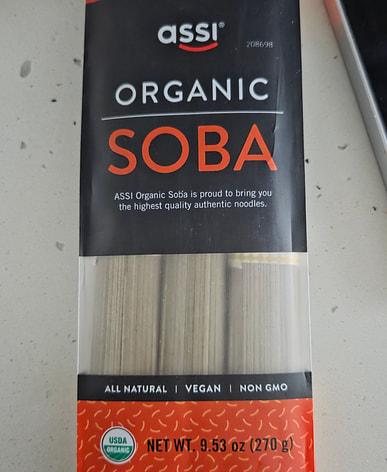 assi®
208698
ORGANIC
SOBA
ASSI Organic Soba is proud to bring you
the highest quality authentic noodles.
ALL NATURAL | VEGAN | NON GMO
USDA
ORGANIC
NET WT. 9.53 oz (270 g)